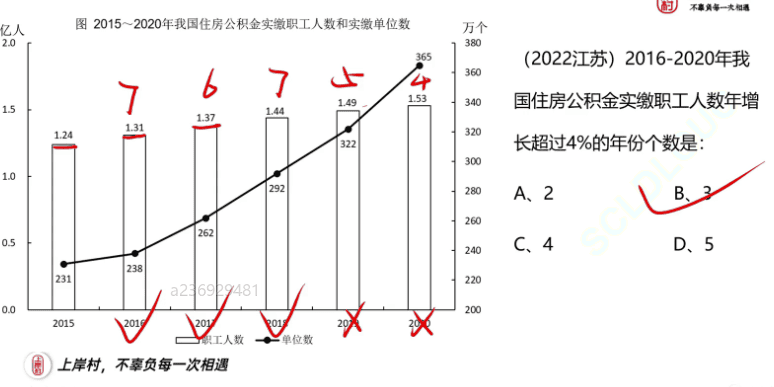 不辜负每一次相遇
图 2015～2020年我国住房公积金实缴职工人数和实缴单位数
亿人
万个
2.0
1.5
1.0
0.5
0.0
380
360
340
320
300
280
260
240
220
200
7
6
7
5
4
1.24
1.31
1.37
1.44
1.49
1.53
231
238
262
292
322
365
2015
2016
2017
2018
2019
2020
职工人数
单位数
a236929481
上岸村，不辜负每一次相遇
（2022江苏）2016-2020年我
国住房公积金实缴职工人数年增
长超过4%的年份个数是：
A、2
B、3
C、4
D、5